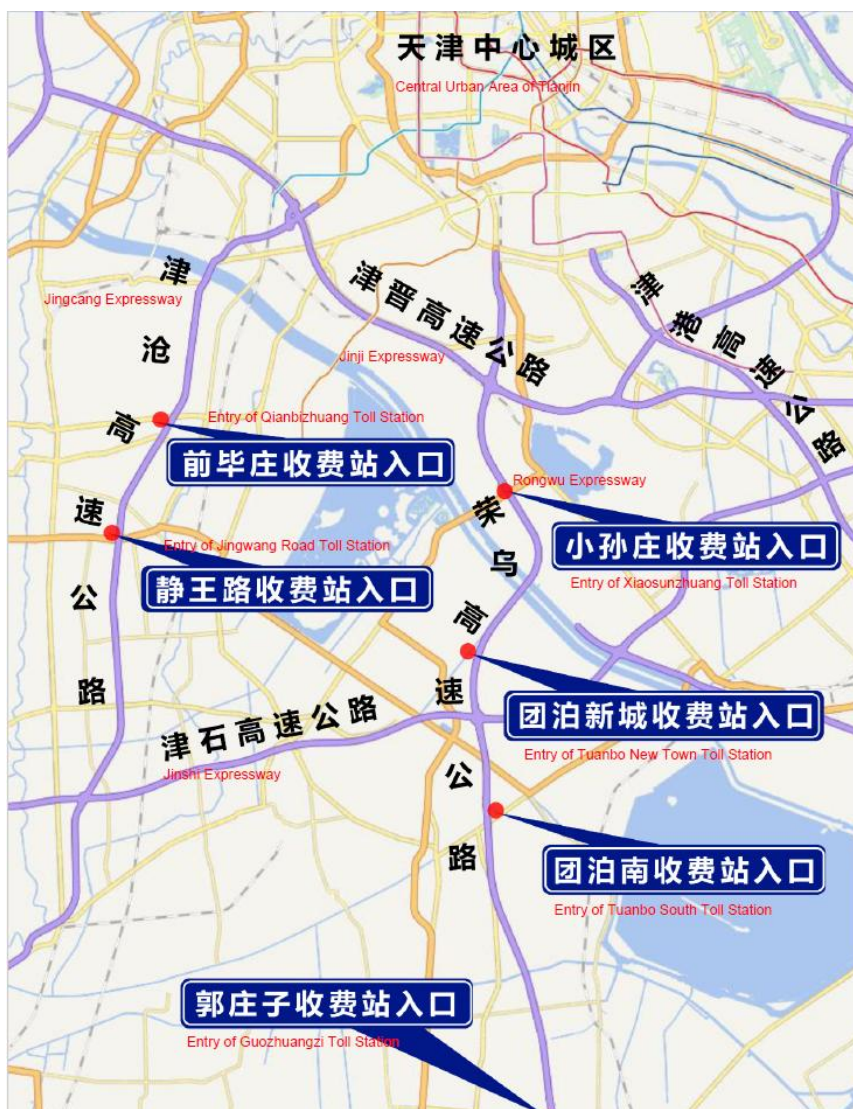 天津中心城区
Central Urban Area of Tianjin
津沧高速公路
Jingcang Expressway
津晋高速公路
Jinji Expressway
津港高速公路
Entry of Qianbizhuang Toll Station
前毕庄收费站入口
Rongwu Expressway
荣乌高速公路
小孙庄收费站入口
Entry of Xiaosunzhuang Toll Station
Entry of Jingwang Road Toll Station
静王路收费站入口
团泊新城收费站入口
Entry of Tuanbo New Town Toll Station
津石高速公路
Jinshi Expressway
团泊南收费站入口
Entry of Tuanbo South Toll Station
郭庄子收费站入口
Entry of Guozhuangzi Toll Station